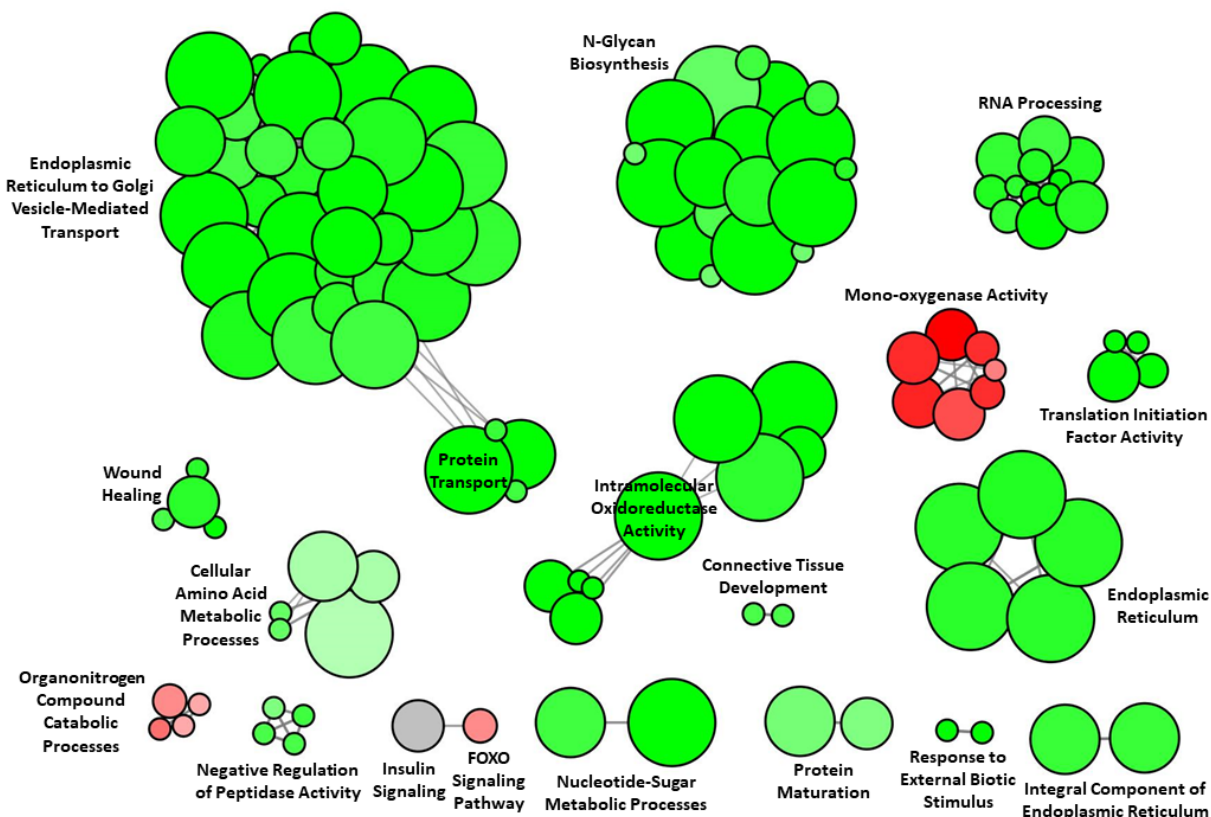 N-Glycan
Biosynthesis
RNA Processing
Endoplasmic
Reticulum to Golgi
Vesicle-Mediated
Transport
Mono-oxygenase Activity
Translation Initiation
Factor Activity
Protein
Transport
Wound
Healing
Intramolecular
Oxidoreductase
Activity
Connective Tissue
Development
Cellular
Amino Acid
Metabolic
Processes
Endoplasmic
Reticulum
Organonitrogen
Compound
Catabolic
Processes
Negative Regulation
of Peptidase Activity
Insulin
Signaling
FOXO
Signaling
Pathway
Nucleotide-Sugar
Metabolic Processes
Protein
Maturation
Response to
External Biotic
Stimulus
Integral Component of
Endoplasmic Reticulum